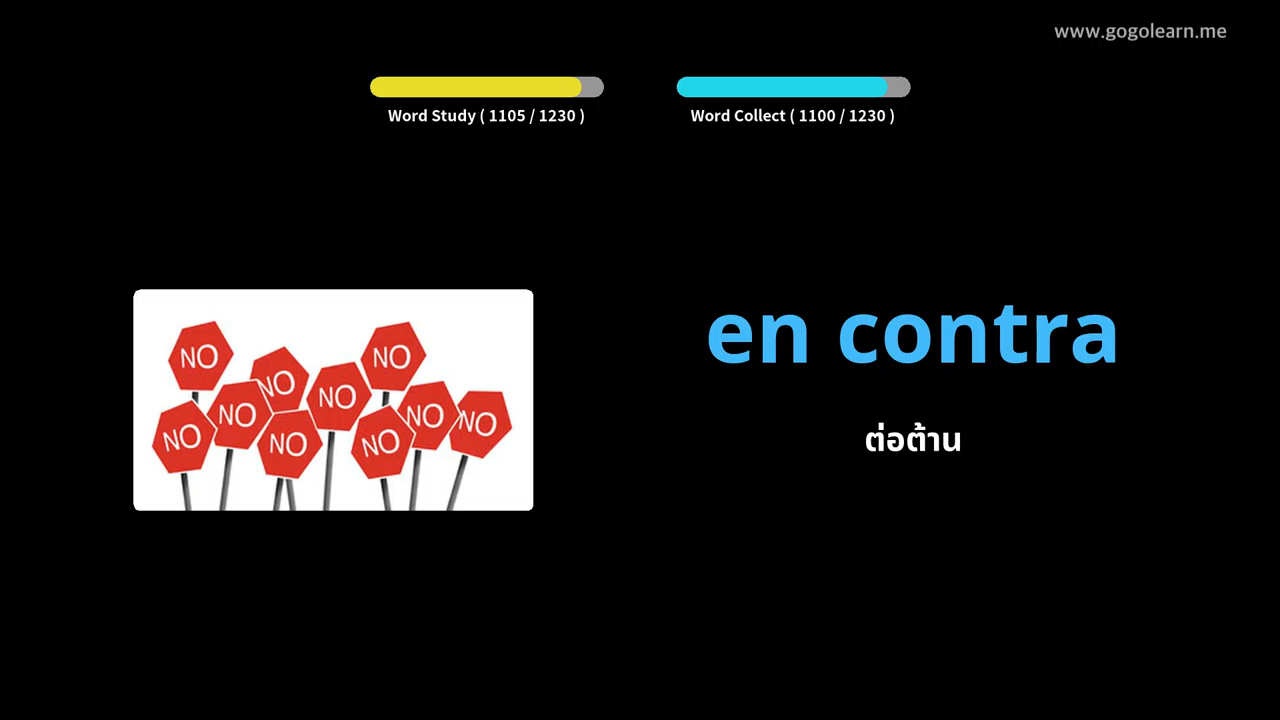 www.gogolearn.me
Word Study ( 1105 / 1230 )
Word Collect ( 1100 / 1230 )
NO
NO
NO
NO
NO
NO
NO
NO
NO
NO
en contra
ต่อต้าน